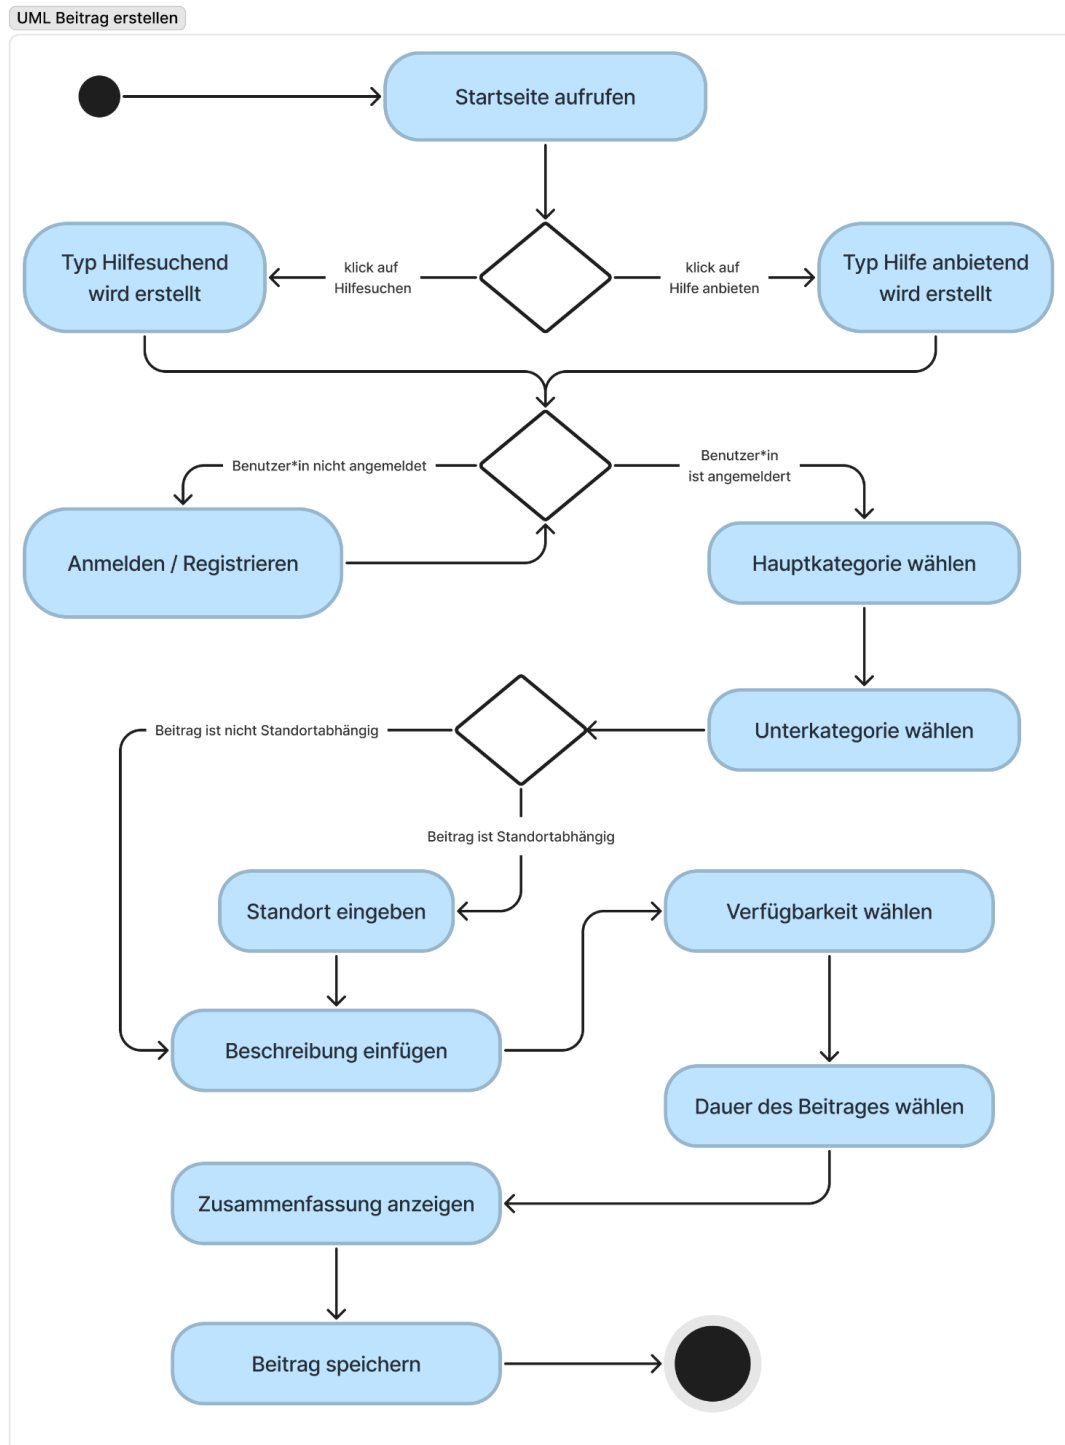 UML Beitrag erstellen
Startseite aufrufen
Typ Hilfesuchend
wird erstellt
klick auf
Hilfesuchen
klick auf
Hilfe anbieten
Typ Hilfe anbietend
wird erstellt
Benutzer*in nicht angemeldet
Benutzer*in
ist angemeldert
Anmelden / Registrieren
Hauptkategorie wählen
Beitrag ist nicht Standortabhängig
Unterkategorie wählen
Beitrag ist Standortabhängig
Standort eingeben
Verfügbarkeit wählen
Beschreibung einfügen
Dauer des Beitrages wählen
Zusammenfassung anzeigen
Beitrag speichern